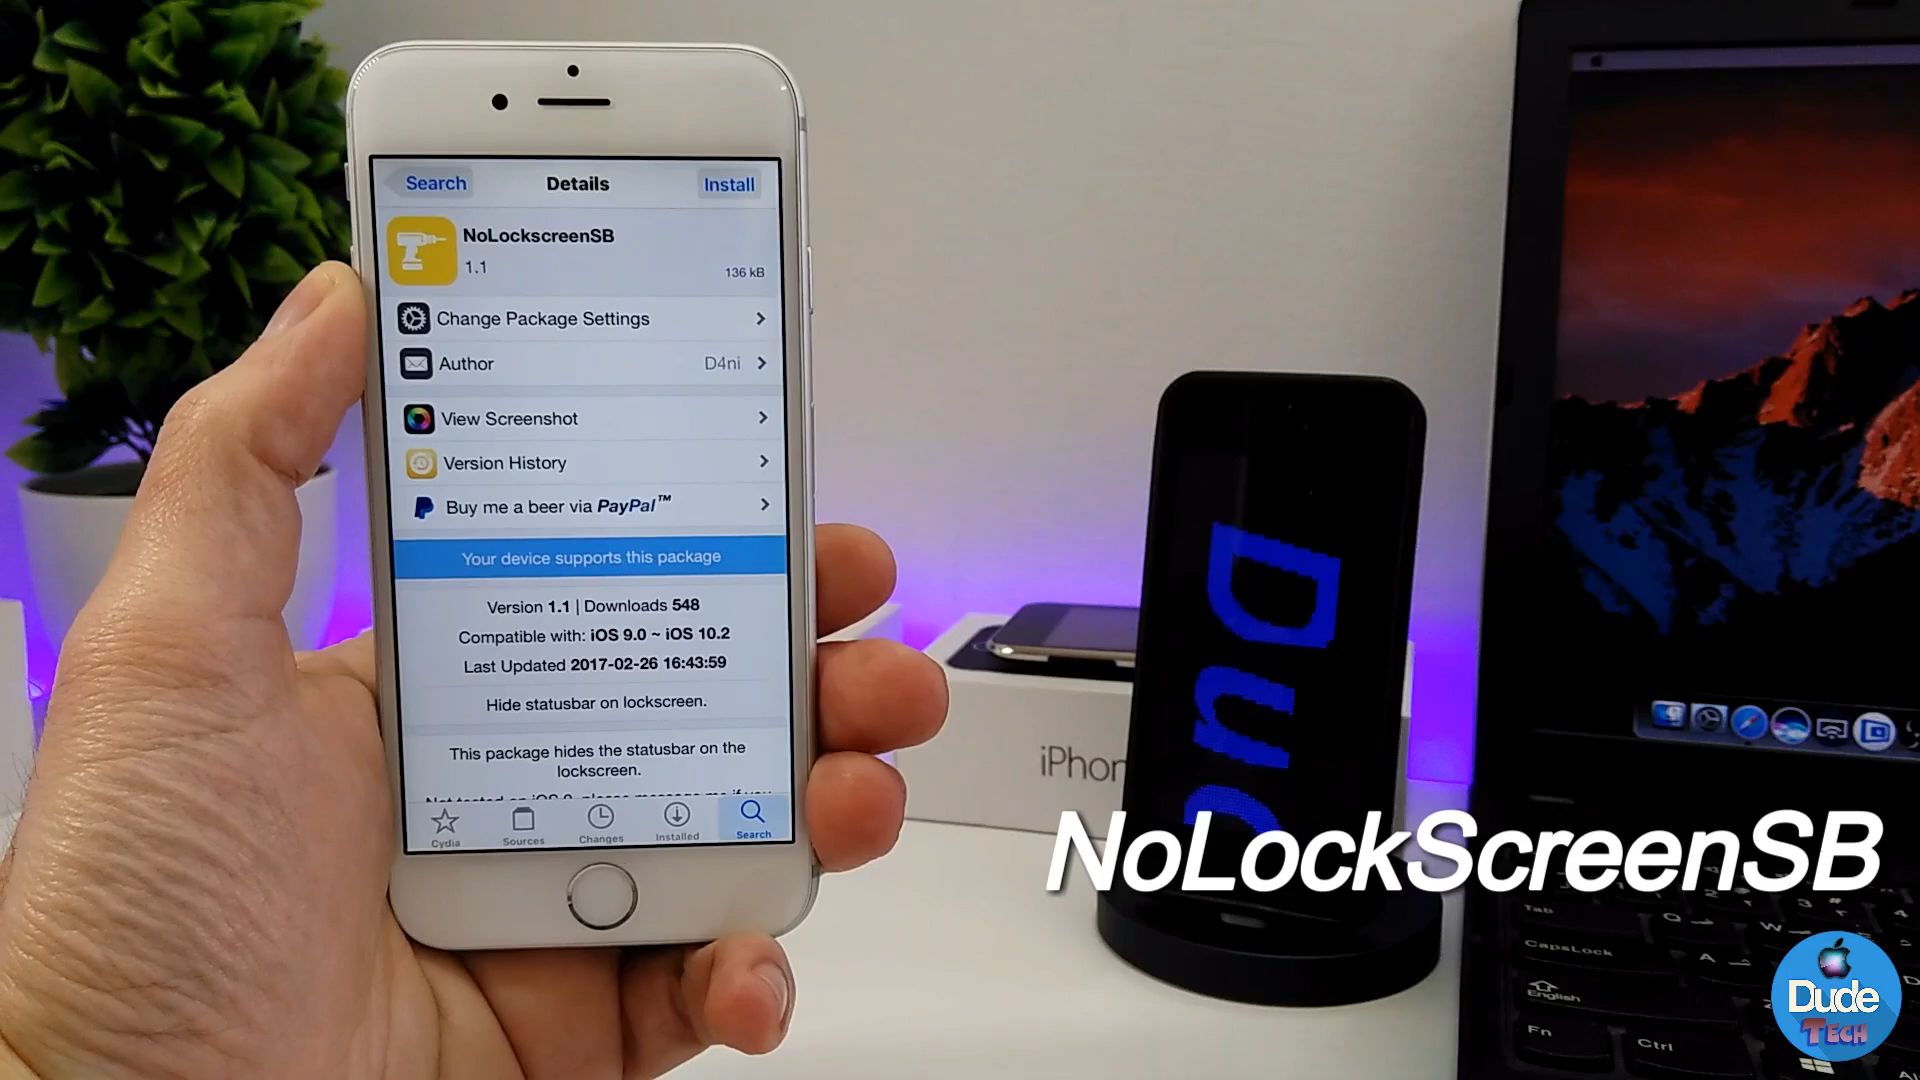 Search
Details
Install
NoLockscreenSB
1.1
136 kB
Change Package Settings
Author
D4ni
View Screenshot
Version History
Buy me a beer via PayPal™
Your device supports this package
Version 1.1 | Downloads 548
Compatible with: iOS 9.0 ~ iOS 10.2
Last Updated 2017-02-26 16:43:59
Hide statusbar on lockscreen.
This package hides the statusbar on the
lockscreen.
Cydia
Sources
Changes
Installed
Search
iPhon
Du
NoLockScreenSB
Tab
Q
W
CapsLock
A
English
Fn
Ctrl
Dude
TECH